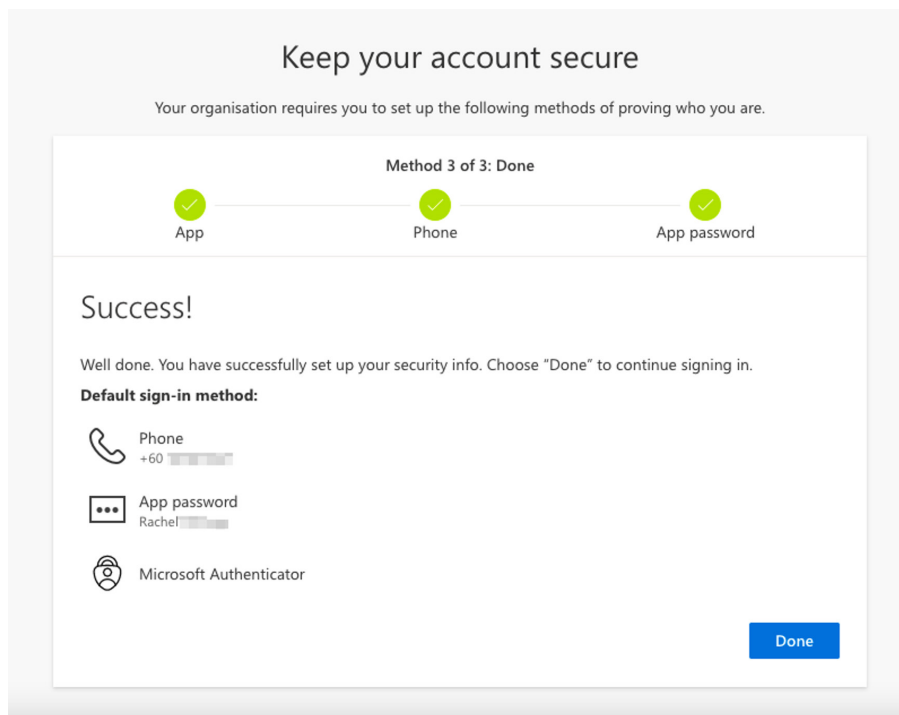 Keep your account secure
Your organisation requires you to set up the following methods of proving who you are.
Method 3 of 3: Done
App
Phone
App password
Success!
Well done. You have successfully set up your security info. Choose “Done” to continue signing in.
Default sign-in method:
Phone
+60
App password
Rachel
Microsoft Authenticator
Done